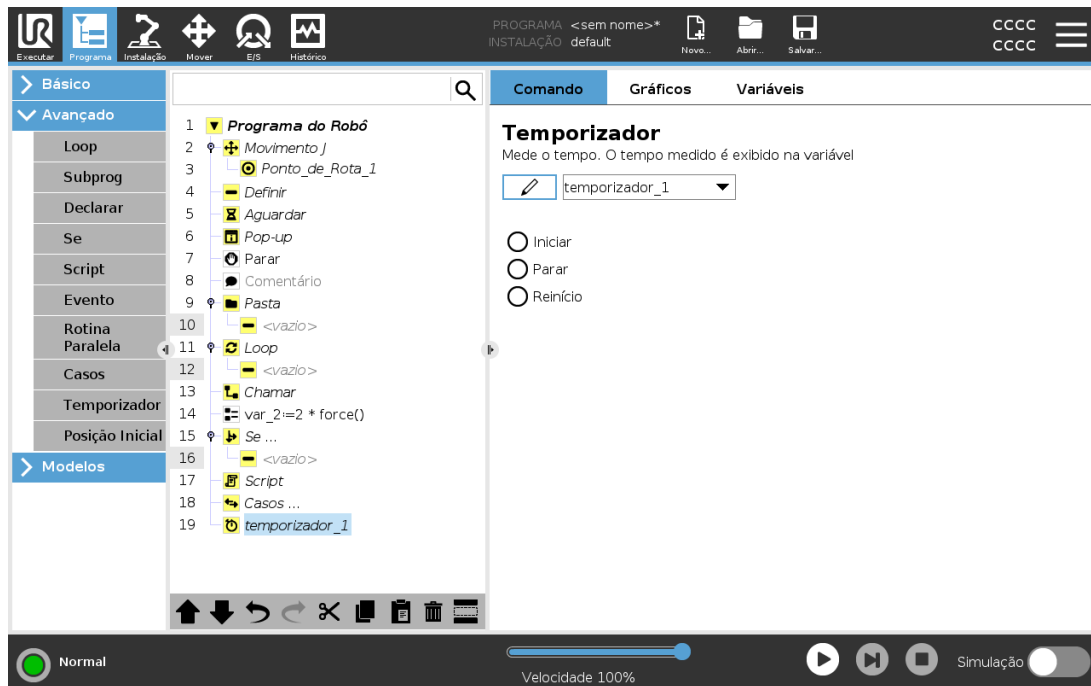 PROGRAMA <sem nome>*
INSTALAÇÃO default
Executar Programa Instalação Mover E/S Histórico Novo... Abrir... Salvar...
CCCC
CCCC
Básico
Avançado
Loop
Subprog
Declarar
Se
Script
Evento
Rotina
Paralela
Casos
Temporizador
Posição Inicial
Modelos
1 Programa do Robô
2 Movimento J
3 Ponto_de_Rota_1
4 Definir
5 Aguardar
6 Pop-up
7 Parar
8 Comentário
9 Pasta
10 <vazio>
11 Loop
12 <vazio>
13 Chamar
14 var_2:=2 * force()
15 Se ...
16 <vazio>
17 Script
18 Casos ...
19 temporizador_1
Comando Gráficos Variáveis
Temporizador
Mede o tempo. O tempo medido é exibido na variável
temporizador_1
Iniciar
Parar
Reinício
Normal
Velocidade 100%
Simulação